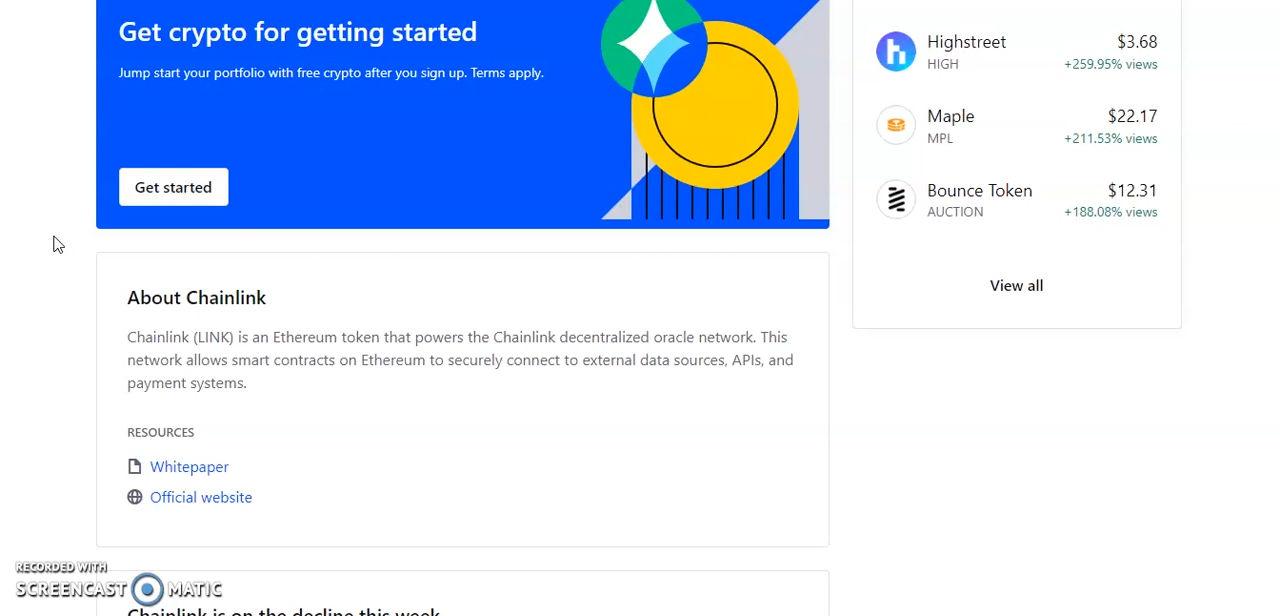 Get crypto for getting started
Jump start your portfolio with free crypto after you sign up. Terms apply.
Get started
Highstreet
$3.68
HIGH
+259.95% views
Maple
$22.17
MPL
+211.53% views
Bounce Token
$12.31
AUCTION
+188.08% views
View all
About Chainlink
Chainlink (LINK) is an Ethereum token that powers the Chainlink decentralized oracle network. This
network allows smart contracts on Ethereum to securely connect to external data sources, APIs, and
payment systems.
RESOURCES
Whitepaper
Official website
RECORDED WITH
SCREENCAST MATIC
Chainlink is on the decline this week